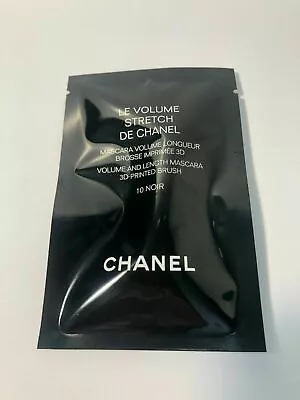 LE VOLUME
STRETCH
DE CHANEL
MASCARA VOLUME LONGUEUR
BROSSE IMPRIMÉE 3D
VOLUME AND LENGTH MASCARA
3D-PRINTED BRUSH
10 NOIR
CHANEL